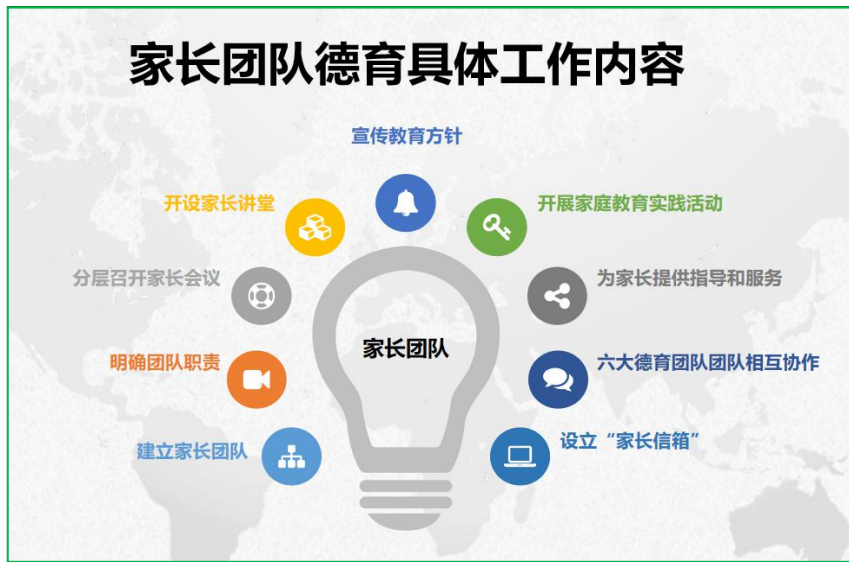 家长团队德育具体工作内容
宣传教育方针
开设家长讲堂
开展家庭教育实践活动
分层召开家长会议
为家长提供指导和服务
家长团队
明确团队职责
六大德育团队团队相互协作
建立家长团队
设立“家长信箱”